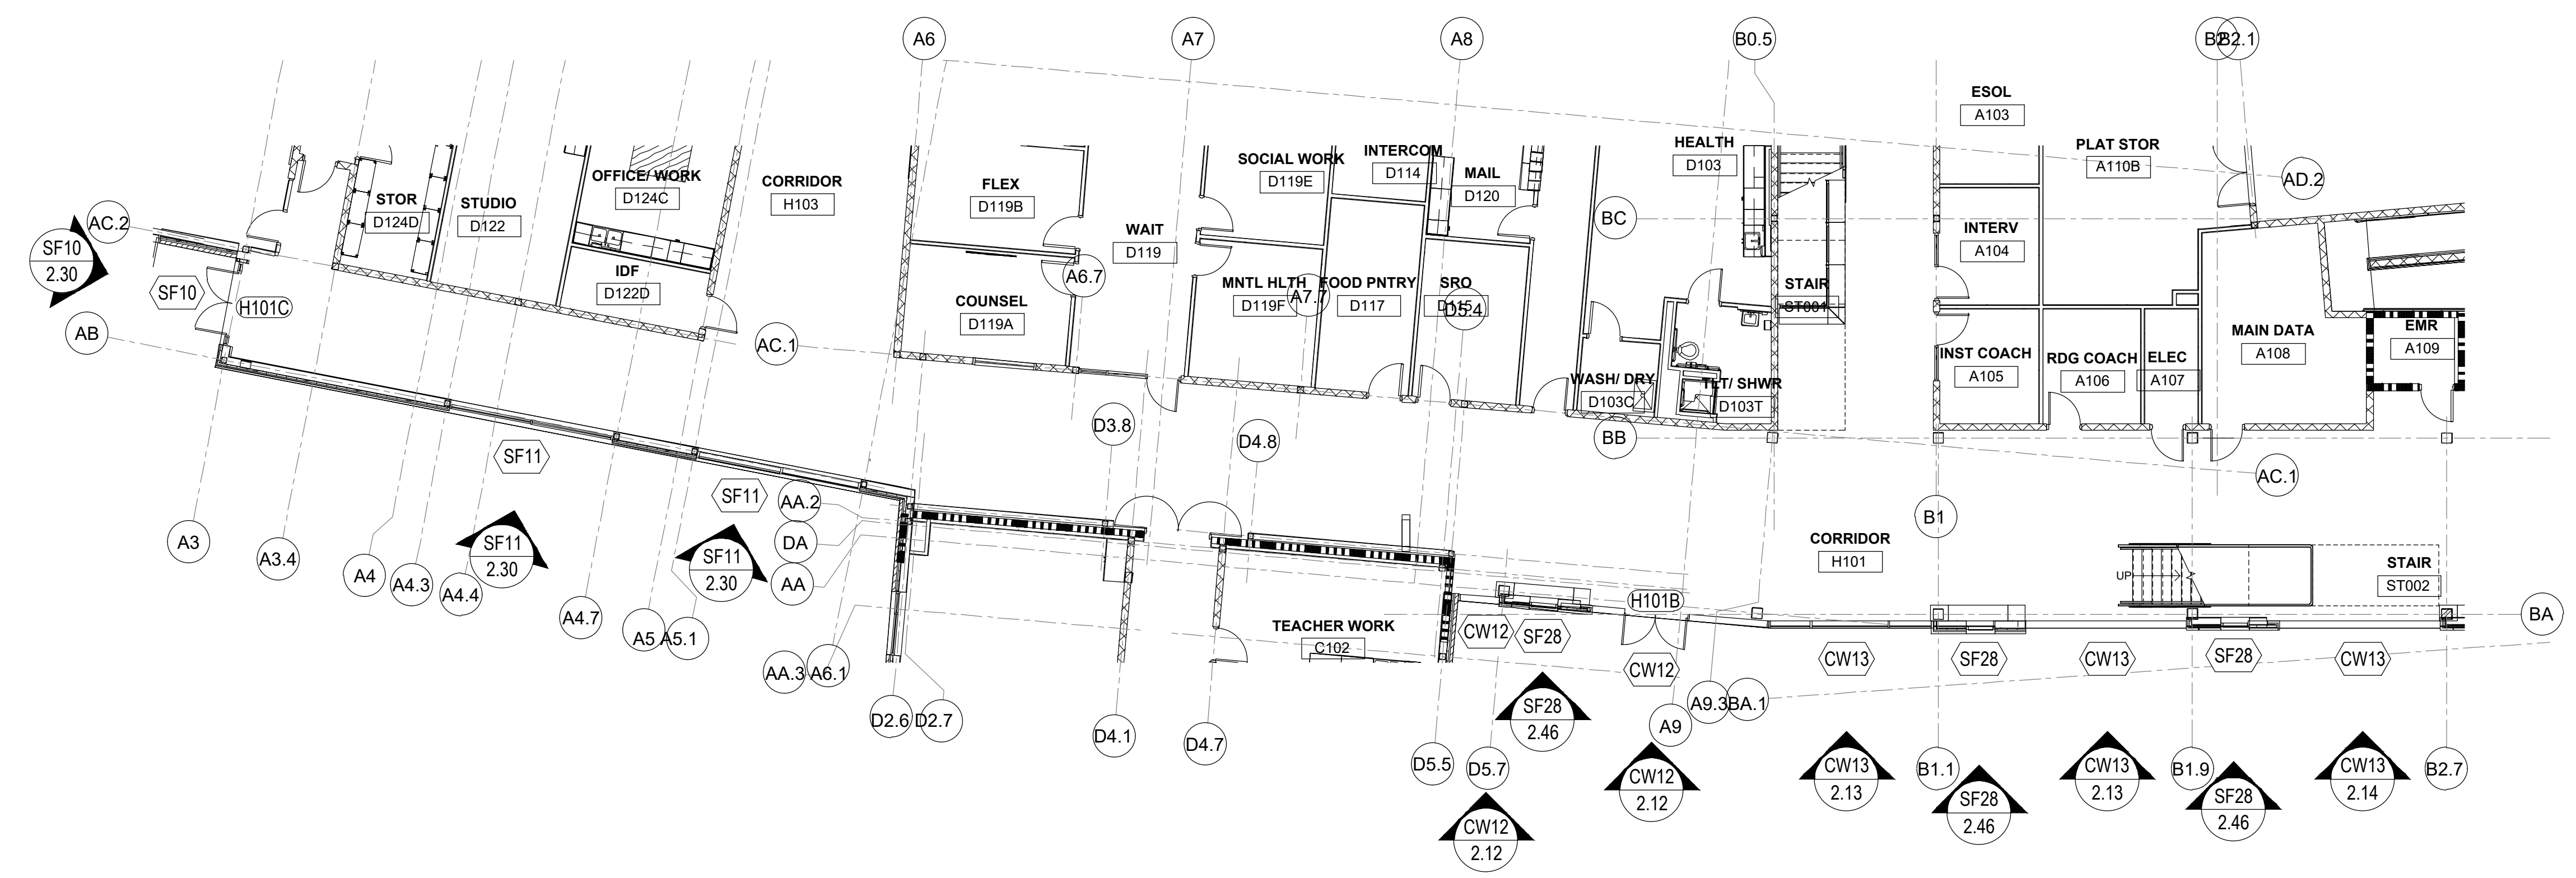 A6
A7
A8
B0.5
B2
B2.1
ESOL
A103
PLAT STOR
A110B
HEALTH
D103
INTERCOM
D114
SOCIAL WORK
D119E
MAIL
D120
OFFICE/ WORK
D124C
CORRIDOR
H103
FLEX
D119B
STOR
D124D
STUDIO
D122
AD.2
AC.2
BC
INTERV
A104
WAIT
D119
SF10
2.30
SF10
H101C
IDF
D122D
A6.7
COUNSEL
D119A
MNTL HLTH
D119F
A7.7
FOOD PNTRY
D117
SRO
D115
D5.4
STAIR
ST001
AB
AC.1
MAIN DATA
A108
EMR
A109
INST COACH
A105
RDG COACH
A106
ELEC
A107
WASH/ DRY
D103C
TLT/ SHWR
D103T
D3.8
D4.8
BB
AC.1
SF11
SF11
AA.2
B1
A3
A3.4
A4
A4.3
A4.4
SF11
2.30
SF11
2.30
DA
AA
CORRIDOR
H101
UP
STAIR
ST002
A4.7
A5
A5.1
H101B
BA
TEACHER WORK
C102
CW12
SF28
CW12
CW13
SF28
CW13
SF28
CW13
AA.3
A6.1
D2.6
D2.7
D4.1
D4.7
D5.5
D5.7
SF28
2.46
A9
A9.3
BA.1
CW12
2.12
CW12
2.12
CW13
2.13
B1.1
SF28
2.46
CW13
2.13
B1.9
SF28
2.46
CW13
2.14
B2.7